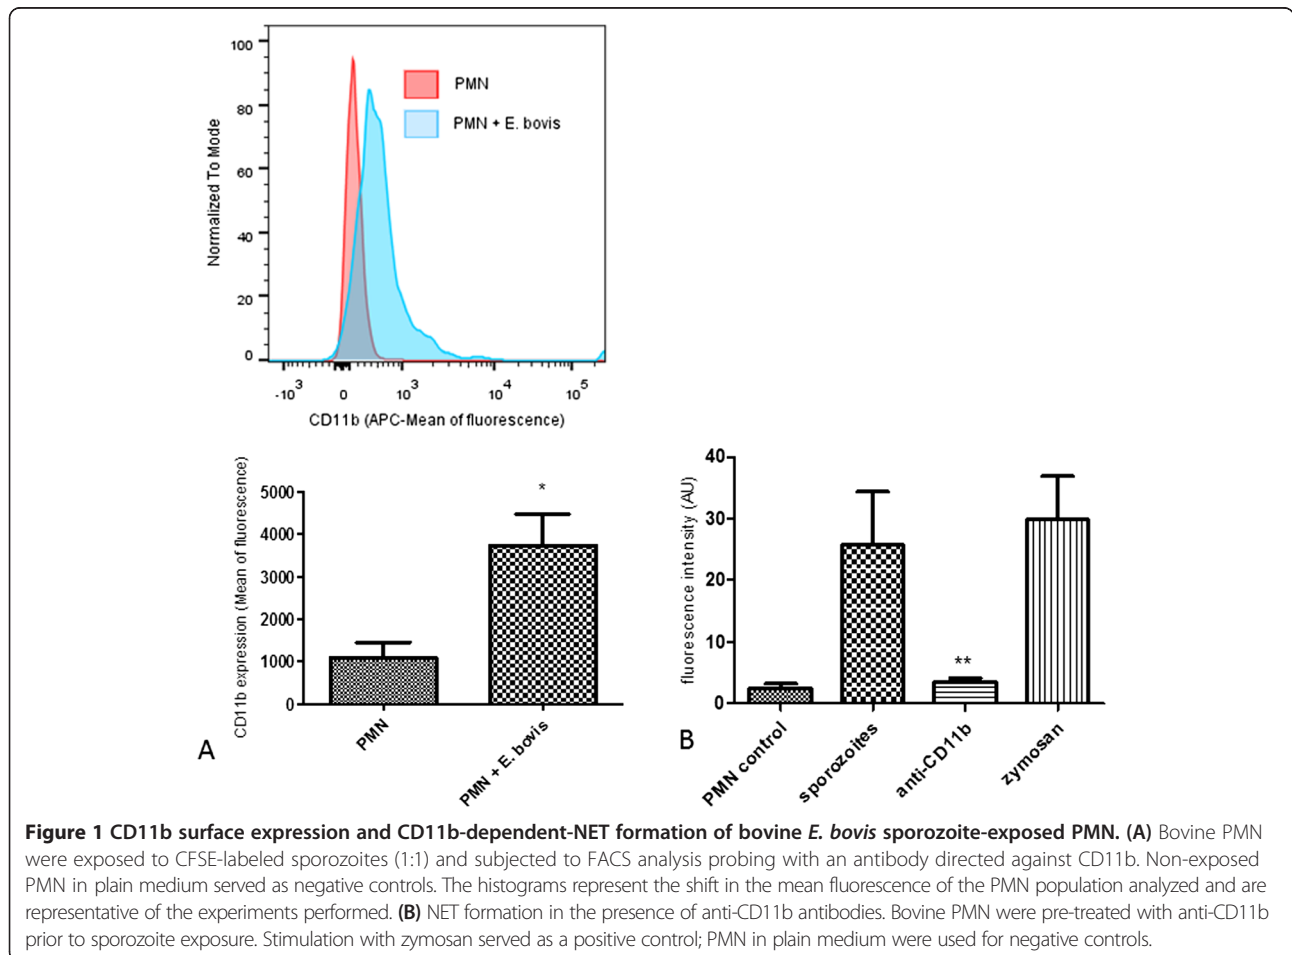 100
80
60
40
20
0
Normalized To Mode
PMN
PMN + E. bovis
-10^3 0 10^3 10^4 10^5
CD11b (APC-Mean of fluorescence)
CD11b expression (Mean of fluorescence)
5000
4000
3000
2000
1000
0
*
PMN
PMN + E. bovis
A
fluorescence intensity (AU)
40
30
20
10
0
**
PMN control
sporozoites
anti-CD11b
zymosan
B
Figure 1 CD11b surface expression and CD11b-dependent-NET formation of bovine E. bovis sporozoite-exposed PMN. (A) Bovine PMN
were exposed to CFSE-labeled sporozoites (1:1) and subjected to FACS analysis probing with an antibody directed against CD11b. Non-exposed
PMN in plain medium served as negative controls. The histograms represent the shift in the mean fluorescence of the PMN population analyzed and are
representative of the experiments performed. (B) NET formation in the presence of anti-CD11b antibodies. Bovine PMN were pre-treated with anti-CD11b
prior to sporozoite exposure. Stimulation with zymosan served as a positive control; PMN in plain medium were used for negative controls.